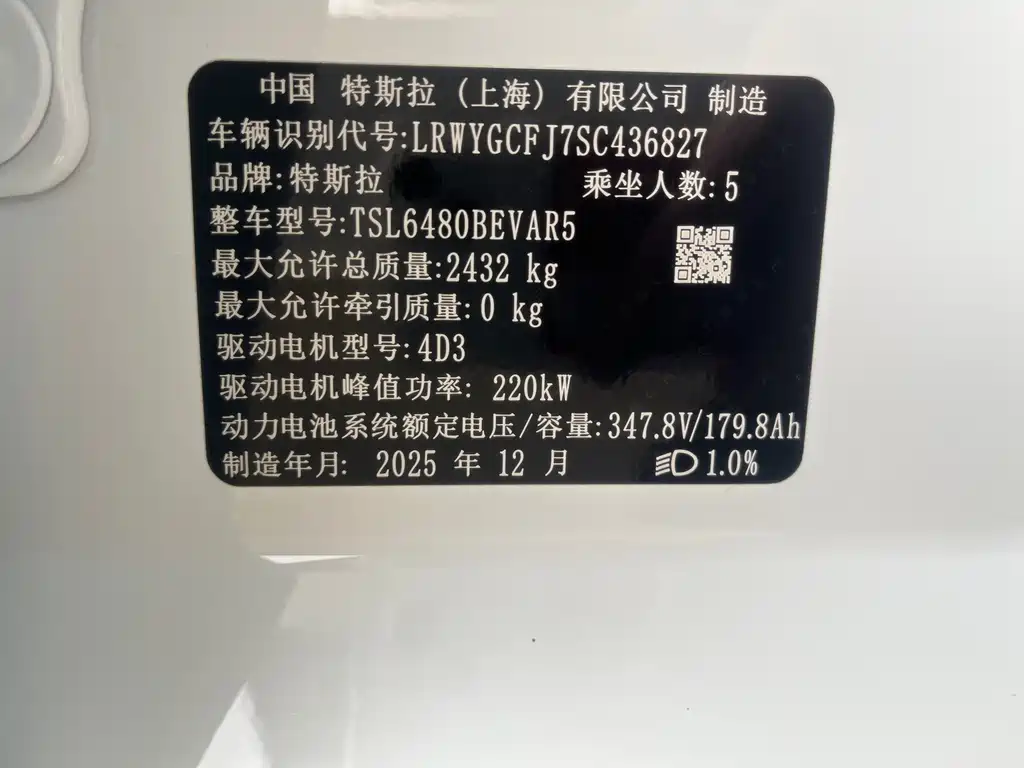 中国 特斯拉 (上海) 有限公司 制造
车辆识别代号:LRWYGCFJ7SC436827
品牌:特斯拉 乘坐人数:5
整车型号:TSL6480BEVAR5
最大允许总质量:2432 kg
最大允许牵引质量:0 kg
驱动电机型号:4D3
驱动电机峰值功率: 220kW
动力电池系统额定电压/容量:347.8V/179.8Ah
制造年月: 2025 年 12 月 1.0%